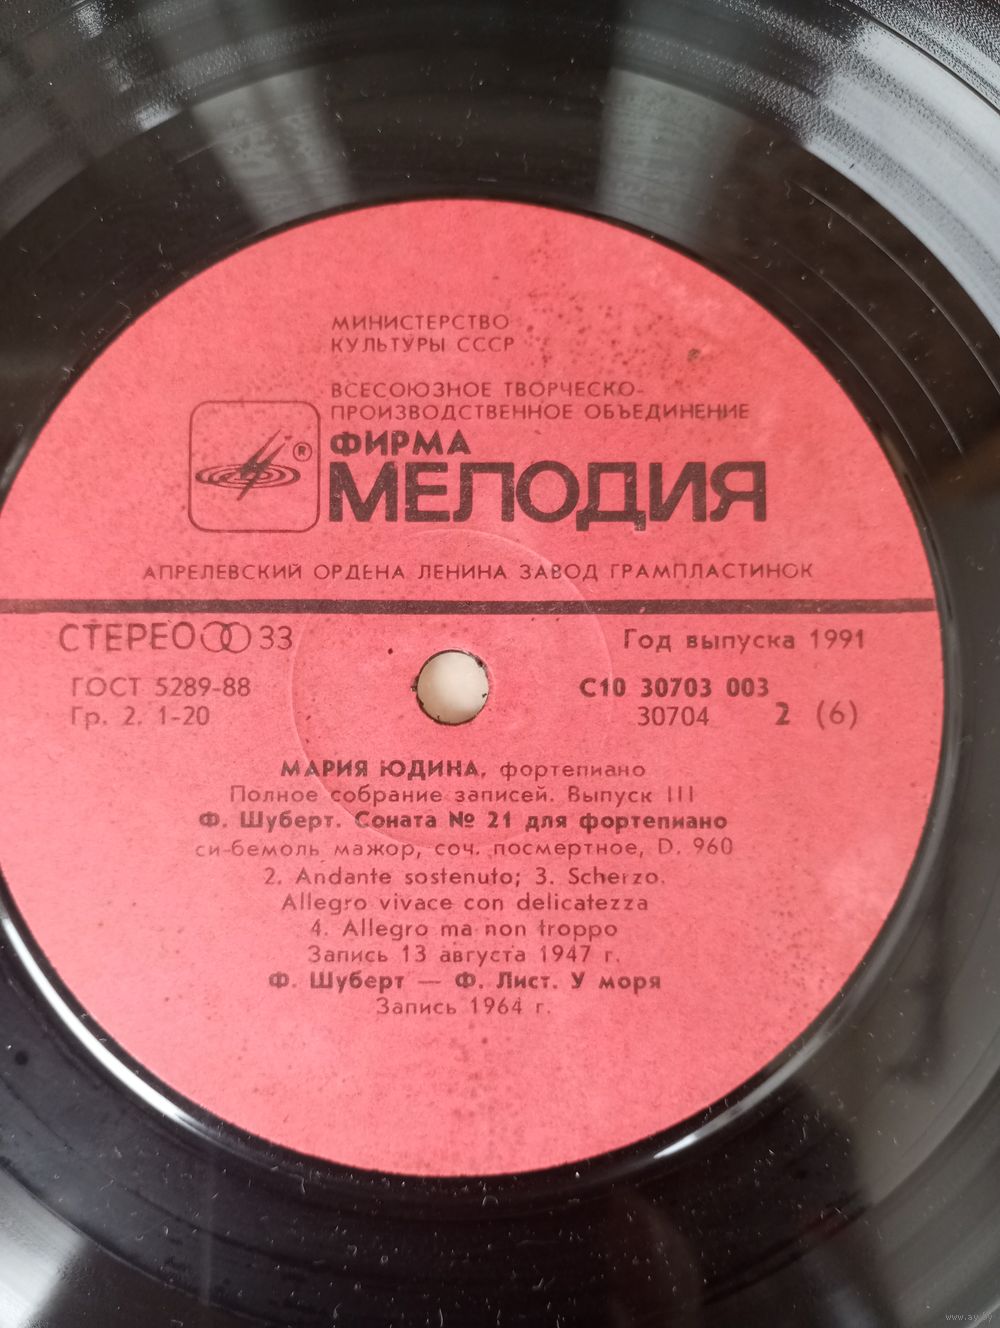 МИНИСТЕРСТВО
КУЛЬТУРЫ СССР
ВСЕСОЮЗНОЕ ТВОРЧЕСКО-
ПРОИЗВОДСТВЕННОЕ ОБЪЕДИНЕНИЕ
ФИРМА
® МЕЛОДИЯ
АПРЕЛЕВСКИЙ ОРДЕНА ЛЕНИНА ЗАВОД ГРАМПЛАСТИНОК
СТЕРЕО 33 Год выпуска 1991
ГОСТ 5289-88 С10 30703 003
Гр. 2. 1-20 30704 2 (6)
МАРИЯ ЮДИНА, фортепиано
Полное собрание записей. Выпуск III
Ф. Шуберт. Соната № 21 для фортепиано
си-бемоль мажор, соч. посмертное, D. 960
2. Andante sostenuto; 3. Scherzo.
Allegro vivace con delicatezza
4. Allegro ma non troppo
Запись 13 августа 1947 г.
Ф. Шуберт — Ф. Лист. У моря
Запись 1964 г.
www.av.by